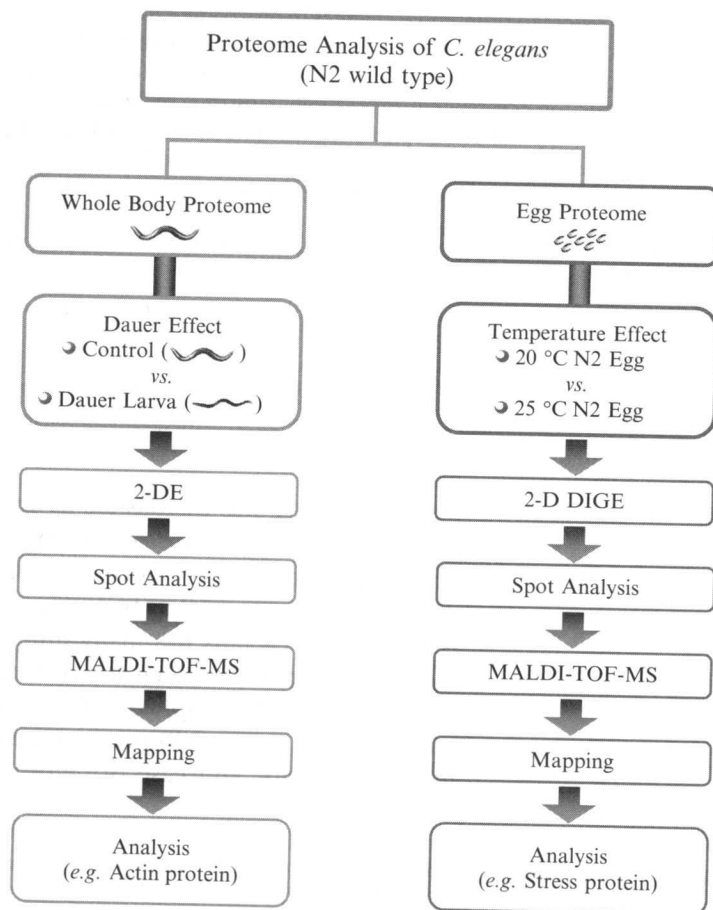 Proteome Analysis of C. elegans
(N2 wild type)
Whole Body Proteome
Dauer Effect
Control ( )
vs.
Dauer Larva ( )
2-DE
Spot Analysis
MALDI-TOF-MS
Mapping
Analysis
(e.g. Actin protein)
Egg Proteome
Temperature Effect
20 °C N2 Egg
vs.
25 °C N2 Egg
2-D DIGE
Spot Analysis
MALDI-TOF-MS
Mapping
Analysis
(e.g. Stress protein)